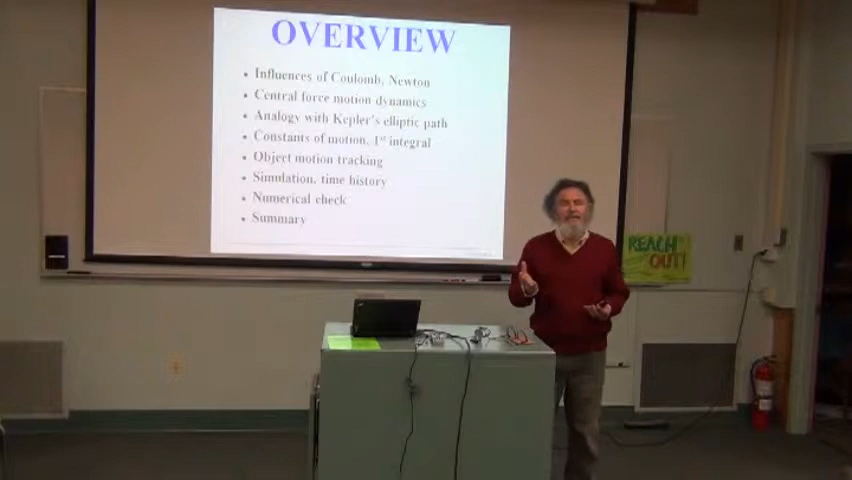 OVERVIEW
• Influences of Coulomb, Newton
• Central force motion dynamics
• Analogy with Kepler's elliptic path
• Constants of motion, 1st integral
• Object motion tracking
• Simulation, time history
• Numerical check
• Summary
REACH
OUT!